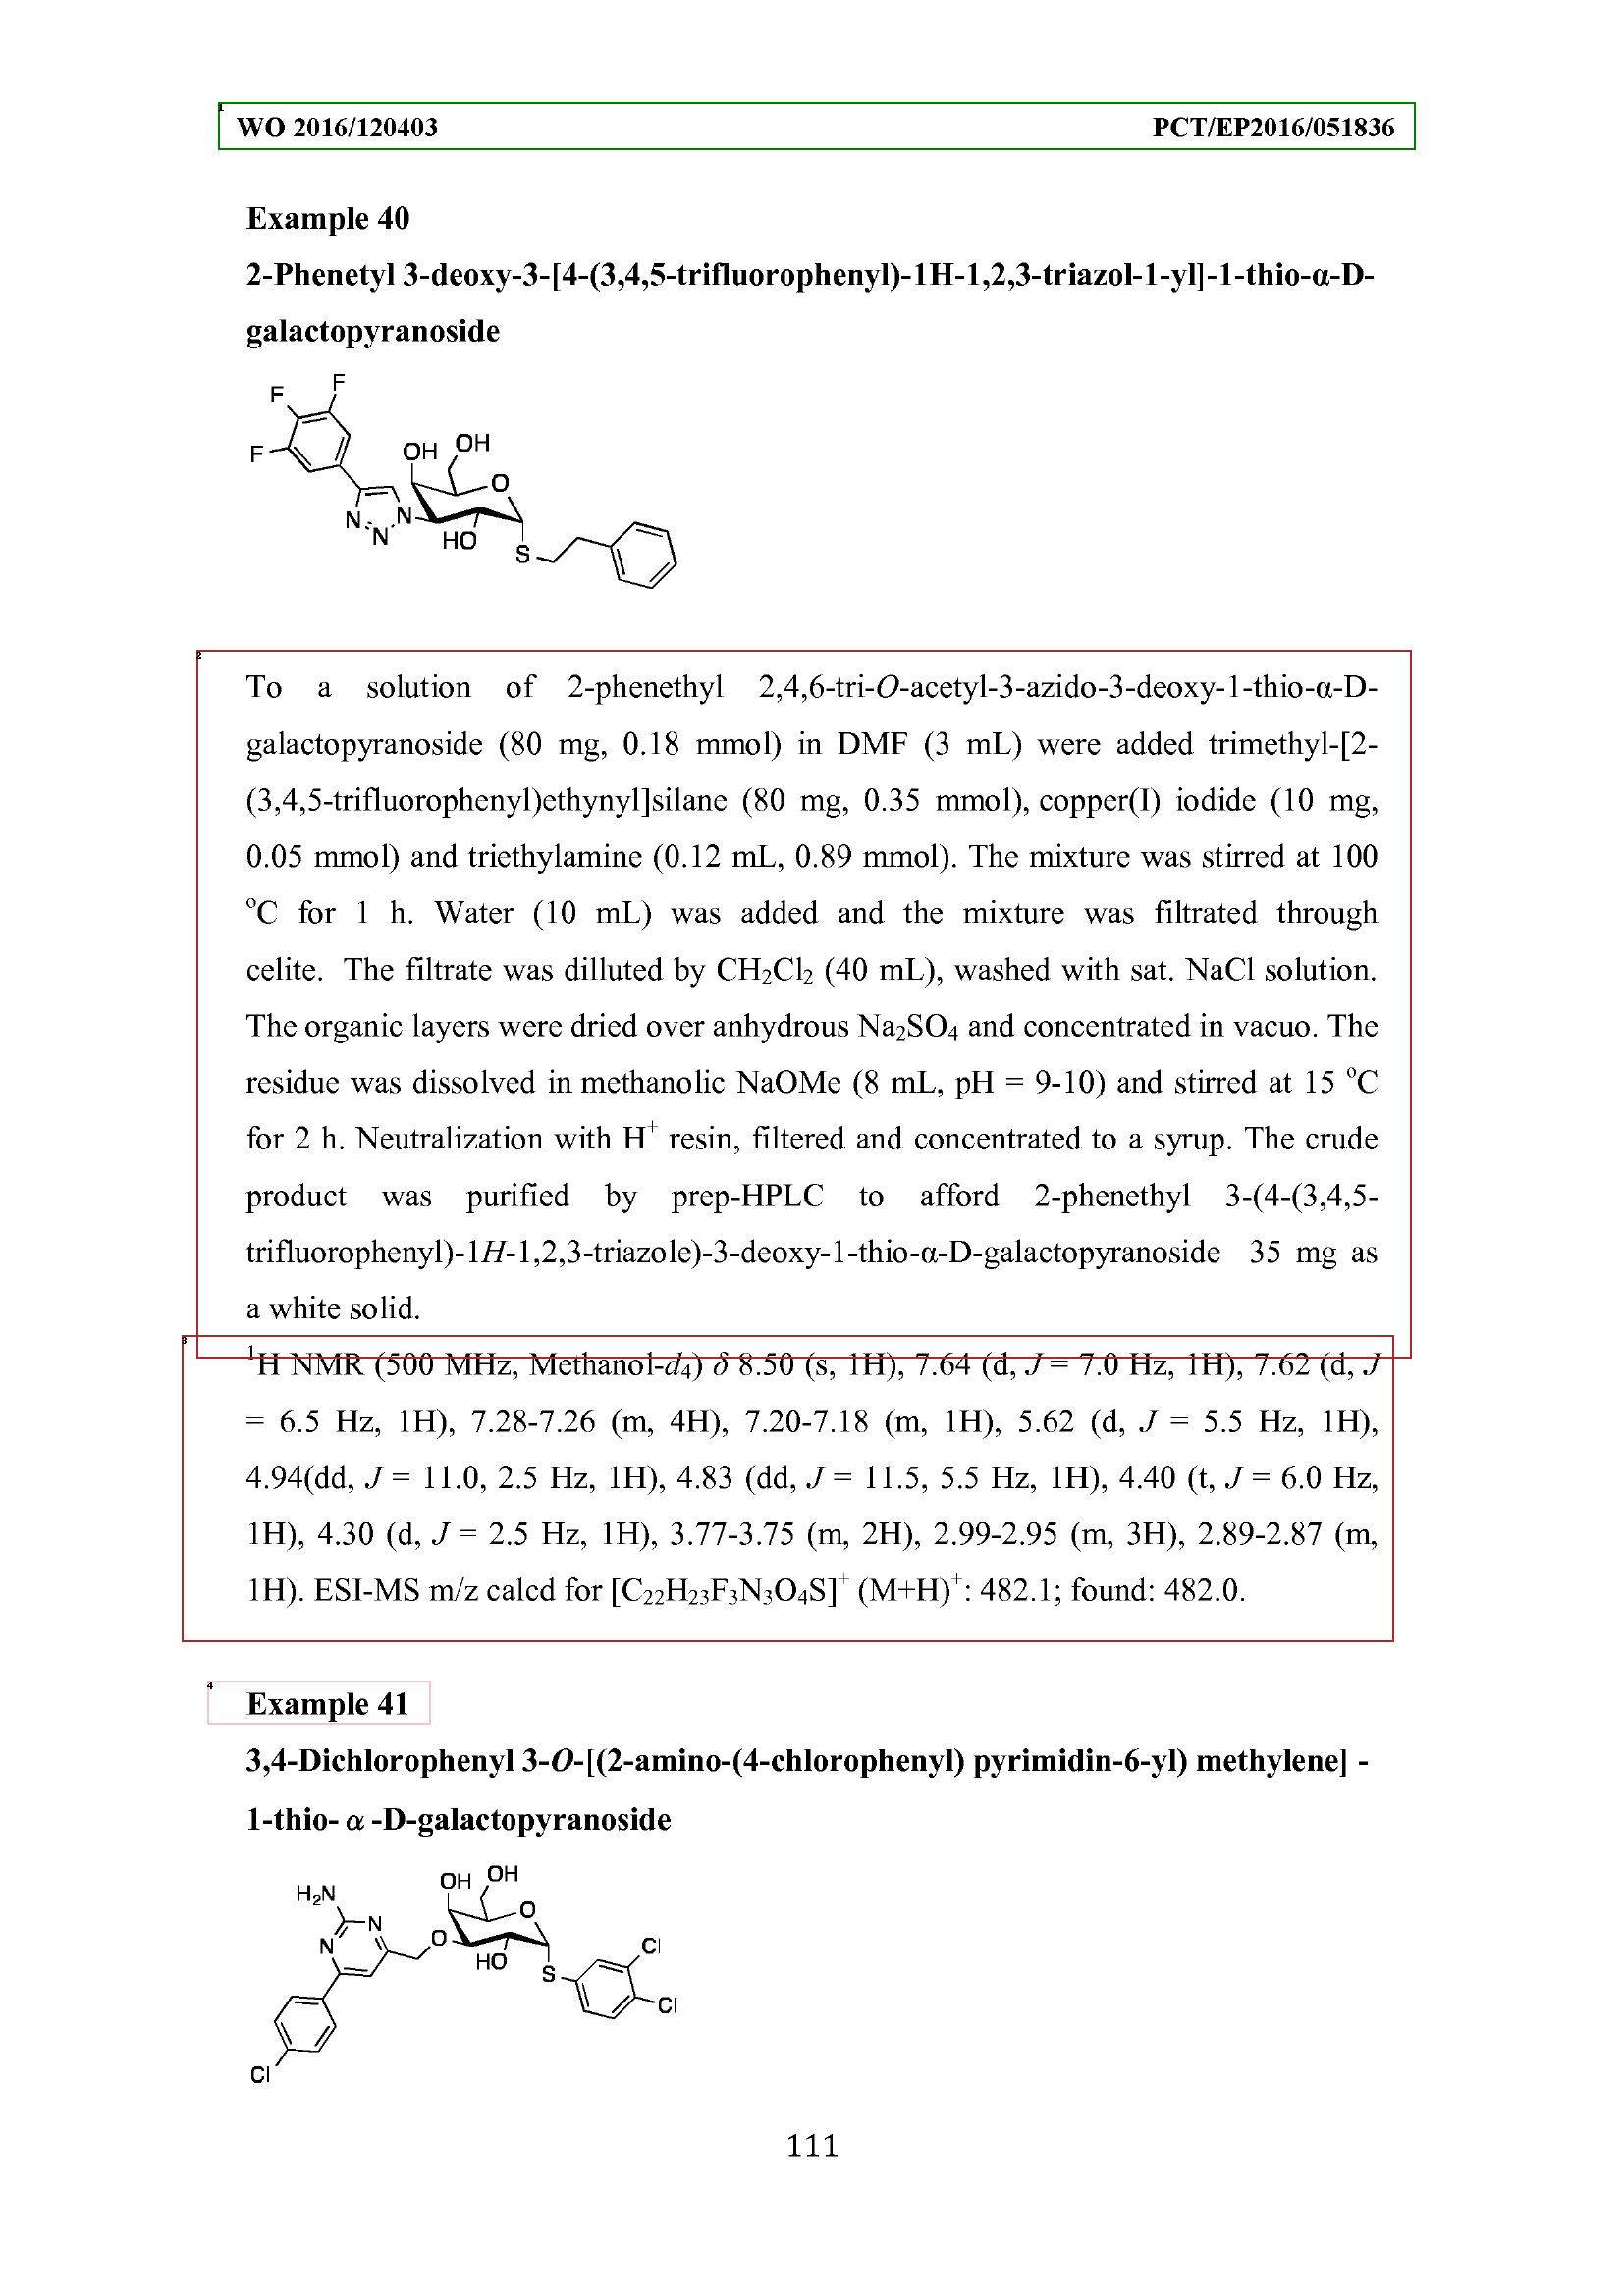 WO 2016/120403 PCT/EP2016/051836
Example 40
2-Phenetyl 3-deoxy-3-[4-(3,4,5-trifluorophenyl)-1H-1,2,3-triazol-1-yl]-1-thio-α-D-
galactopyranoside
F
F
F
OH
OH
O
N
N
N
HO
S
2
To a solution of 2-phenethyl 2,4,6-tri-O-acetyl-3-azido-3-deoxy-1-thio-α-D-
galactopyranoside (80 mg, 0.18 mmol) in DMF (3 mL) were added trimethyl-[2-
(3,4,5-trifluorophenyl)ethynyl]silane (80 mg, 0.35 mmol), copper(I) iodide (10 mg,
0.05 mmol) and triethylamine (0.12 mL, 0.89 mmol). The mixture was stirred at 100
°C for 1 h. Water (10 mL) was added and the mixture was filtrated through
celite. The filtrate was dilluted by CH₂Cl₂ (40 mL), washed with sat. NaCl solution.
The organic layers were dried over anhydrous Na₂SO₄ and concentrated in vacuo. The
residue was dissolved in methanolic NaOMe (8 mL, pH = 9-10) and stirred at 15 °C
for 2 h. Neutralization with H⁺ resin, filtered and concentrated to a syrup. The crude
product was purified by prep-HPLC to afford 2-phenethyl 3-(4-(3,4,5-
trifluorophenyl)-1H-1,2,3-triazole)-3-deoxy-1-thio-α-D-galactopyranoside 35 mg as
a white solid.
3
¹H NMR (500 MHz, Methanol-d₄) δ 8.50 (s, 1H), 7.64 (d, J = 7.0 Hz, 1H), 7.62 (d, J
= 6.5 Hz, 1H), 7.28-7.26 (m, 4H), 7.20-7.18 (m, 1H), 5.62 (d, J = 5.5 Hz, 1H),
4.94(dd, J = 11.0, 2.5 Hz, 1H), 4.83 (dd, J = 11.5, 5.5 Hz, 1H), 4.40 (t, J = 6.0 Hz,
1H), 4.30 (d, J = 2.5 Hz, 1H), 3.77-3.75 (m, 2H), 2.99-2.95 (m, 3H), 2.89-2.87 (m,
1H). ESI-MS m/z calcd for [C₂₂H₂₃F₃N₃O₄S]⁺ (M+H)⁺: 482.1; found: 482.0.
4
Example 41
3,4-Dichlorophenyl 3-O-[(2-amino-(4-chlorophenyl) pyrimidin-6-yl) methylene] -
1-thio- α -D-galactopyranoside
OH
OH
H₂N
O
N
N
O
HO
Cl
S
Cl
Cl
111